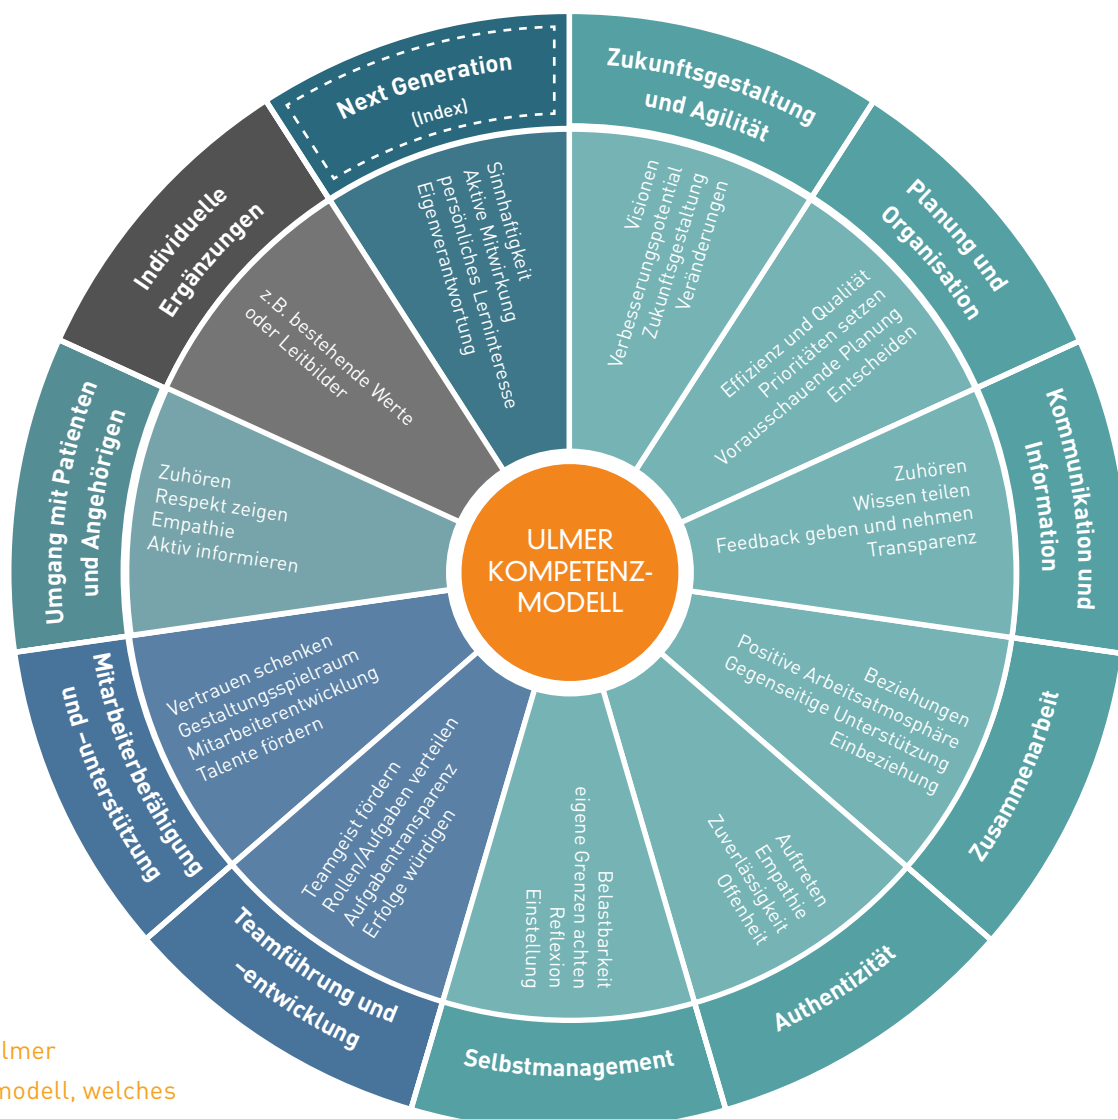 Next Generation
(Index)
Sinnhaftigkeit
Aktive Mitwirkung
persönliches Lerninteresse
Eigenverantwortung
Zukunftsgestaltung
und Agilität
Visionen
Verbesserungspotential
Zukunftsgestaltung
Veränderungen
Planung und
Organisation
Effizienz und Qualität
Prioritäten setzen
Vorausschauende Planung
Entscheiden
Kommunikation und
Information
Zuhören
Wissen teilen
Feedback geben und nehmen
Transparenz
Zusammenarbeit
Beziehungen
Positive Arbeitsatmosphäre
Gegenseitige Unterstützung
Einbeziehung
Authentizität
Auftreten
Empathie
Zuverlässigkeit
Offenheit
Selbstmanagement
Belastbarkeit
eigene Grenzen achten
Reflexion
Einstellung
Teamführung und
-entwicklung
Teamgeist fördern
Rollen/Aufgaben verteilen
Aufgabentransparenz
Erfolge würdigen
Mitarbeiterbefähigung
und -unterstützung
Vertrauen schenken
Gestaltungsspielraum
Mitarbeiterentwicklung
Talente fördern
Umgang mit Patienten
und Angehörigen
Zuhören
Respekt zeigen
Empathie
Aktiv informieren
Individuelle
Ergänzungen
z.B. bestehende Werte
oder Leitbilder
ULMER
KOMPETENZ-
MODELL
lmer
modell, welches